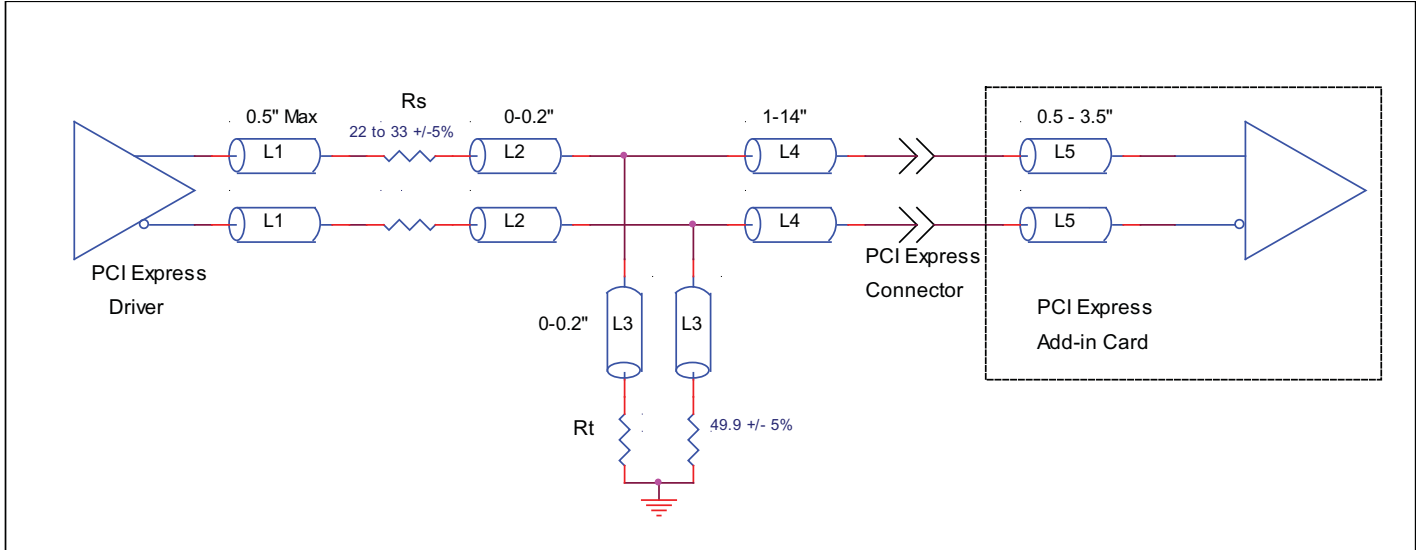 0.5" Max
Rs
22 to 33 +/-5%
0-0.2"
1-14"
0.5 - 3.5"
L1
L2
L4
L5
L1
L2
L4
L5
PCI Express
Driver
PCI Express
Connector
0-0.2"
L3
L3
PCI Express
Add-in Card
Rt
49.9 +/- 5%